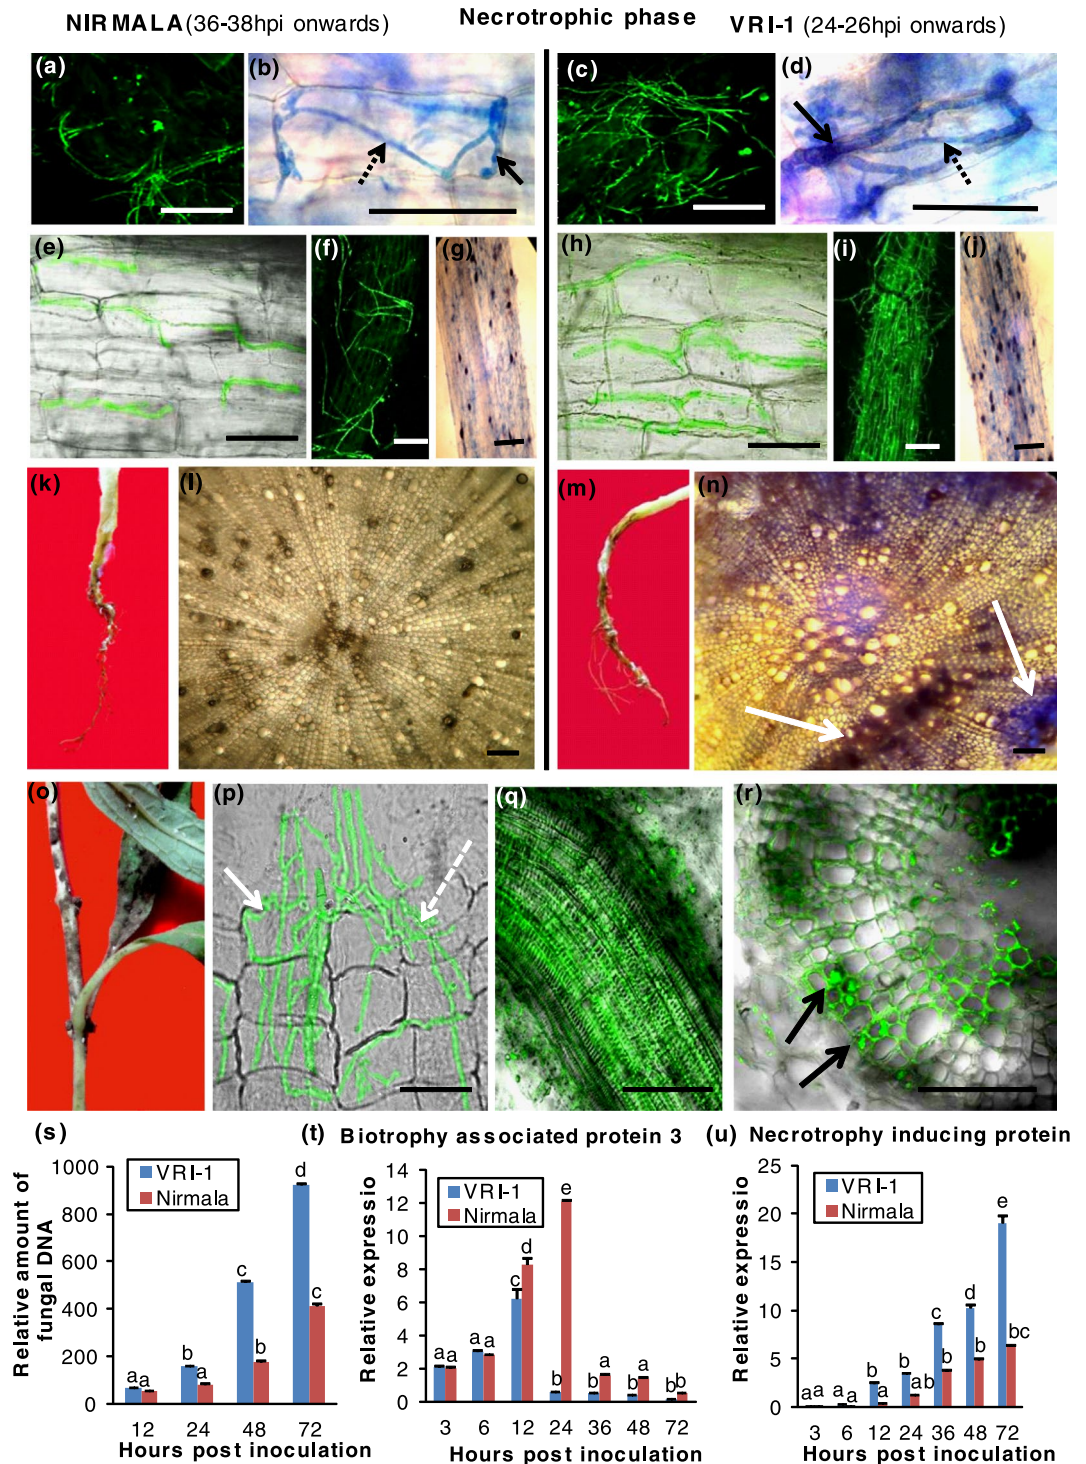 NIRMALA (36-38hpi onwards)
Necrotrophic phase
VRI-1 (24-26hpi onwards)
(a)
(b)
(c)
(d)
(e)
(f)
(g)
(h)
(i)
(j)
(k)
(l)
(m)
(n)
(o)
(p)
(q)
(r)
(s)
Relative amount of
fungal DNA
1000
800
600
400
200
0
VRI-1
Nirmala
a a
b a
c b
d c
12 24 48 72
Hours post inoculation
(t) Biotrophy associated protein 3
Relative expressio
14
12
10
8
6
4
2
0
VRI-1
Nirmala
a a
a a
c d
b e
b a
b a
b b
3 6 12 24 36 48 72
Hours post inoculation
(u) Necrotrophy inducing protein
Relative expressio
25
20
15
10
5
0
VRI-1
Nirmala
a a
a a
b a
b a
c b
ab
d b
e bc
3 6 12 24 36 48 72
Hours post inoculation